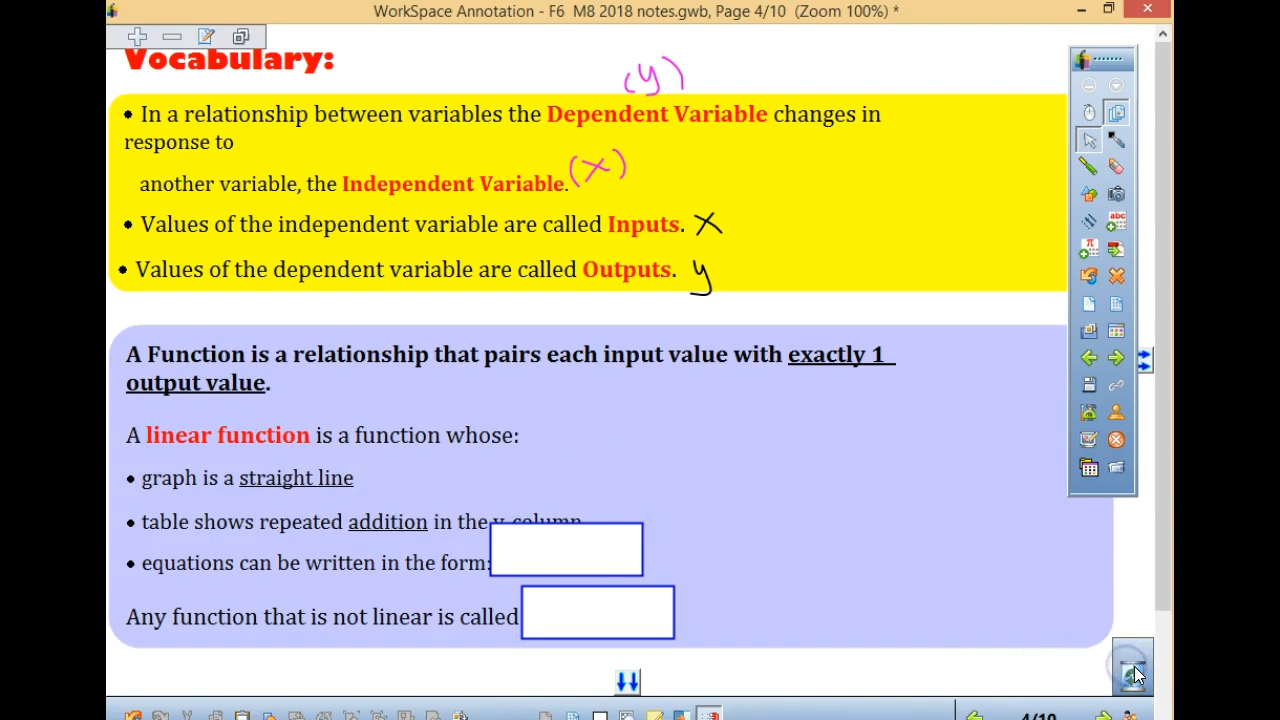 WorkSpace Annotation - F6 M8 2018 notes.gwb, Page 4/10 (Zoom 100%) *
Vocabulary:
(y)
• In a relationship between variables the Dependent Variable changes in
response to
(x)
another variable, the Independent Variable.
• Values of the independent variable are called Inputs. x
• Values of the dependent variable are called Outputs. y
A Function is a relationship that pairs each input value with exactly 1
output value.
A linear function is a function whose:
• graph is a straight line
• table shows repeated addition in the y-column
• equations can be written in the form:
Any function that is not linear is called
4/10